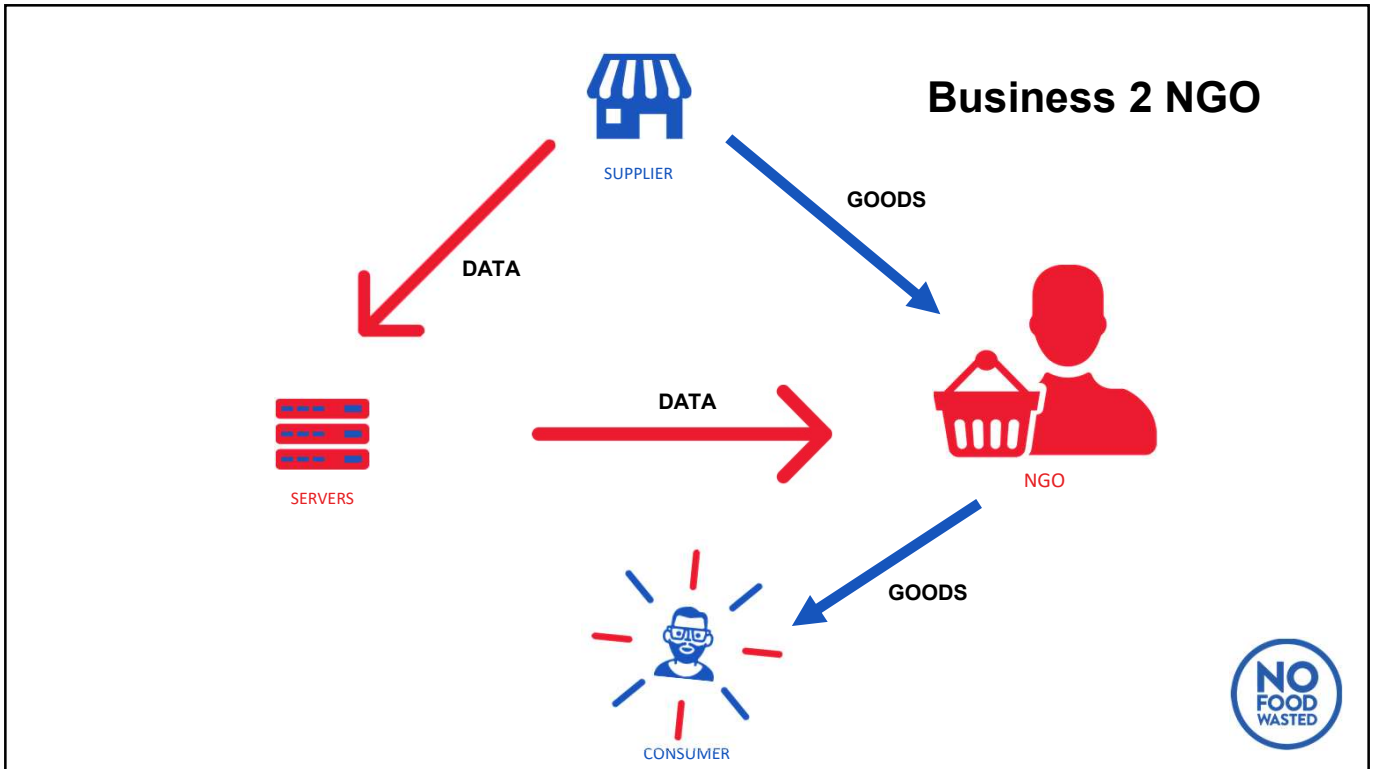 Business 2 NGO
SUPPLIER
GOODS
DATA
DATA
SERVERS
NGO
GOODS
CONSUMER
NO
FOOD
WASTED